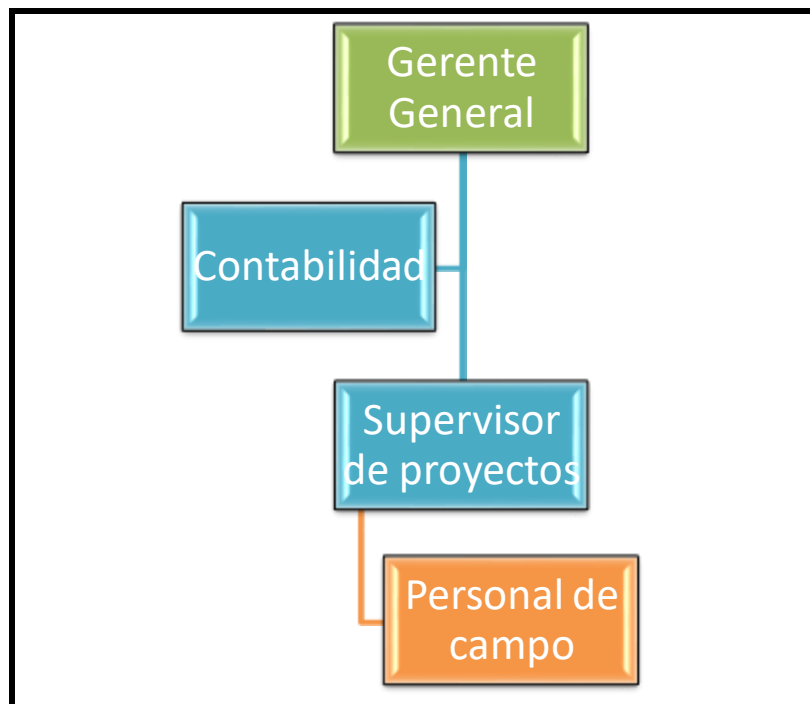 Gerente
General
Contabilidad
Supervisor
de proyectos
Personal de
campo